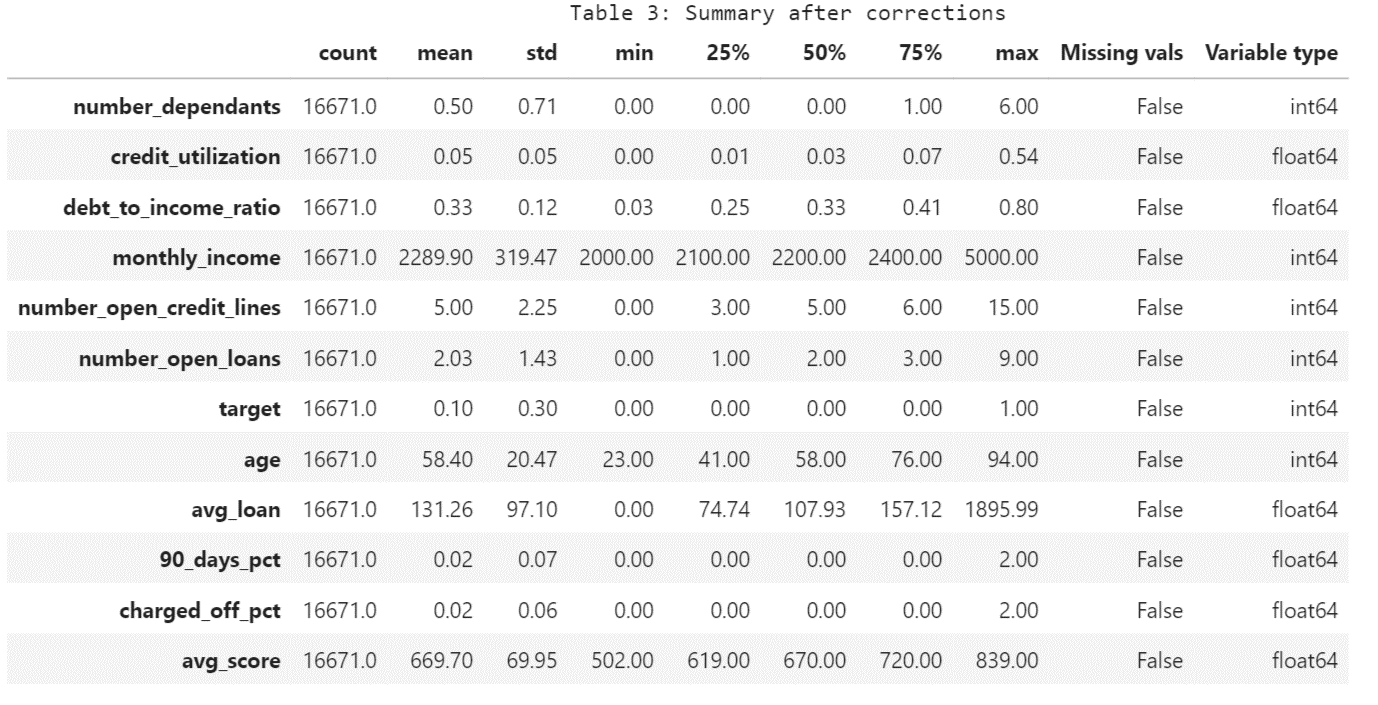 Table 3: Summary after corrections
count mean std min 25% 50% 75% max Missing vals Variable type
number_dependants 16671.0 0.50 0.71 0.00 0.00 0.00 1.00 6.00 False int64
credit_utilization 16671.0 0.05 0.05 0.00 0.01 0.03 0.07 0.54 False float64
debt_to_income_ratio 16671.0 0.33 0.12 0.03 0.25 0.33 0.41 0.80 False float64
monthly_income 16671.0 2289.90 319.47 2000.00 2100.00 2200.00 2400.00 5000.00 False int64
number_open_credit_lines 16671.0 5.00 2.25 0.00 3.00 5.00 6.00 15.00 False int64
number_open_loans 16671.0 2.03 1.43 0.00 1.00 2.00 3.00 9.00 False int64
target 16671.0 0.10 0.30 0.00 0.00 0.00 0.00 1.00 False int64
age 16671.0 58.40 20.47 23.00 41.00 58.00 76.00 94.00 False int64
avg_loan 16671.0 131.26 97.10 0.00 74.74 107.93 157.12 1895.99 False float64
90_days_pct 16671.0 0.02 0.07 0.00 0.00 0.00 0.00 2.00 False float64
charged_off_pct 16671.0 0.02 0.06 0.00 0.00 0.00 0.00 2.00 False float64
avg_score 16671.0 669.70 69.95 502.00 619.00 670.00 720.00 839.00 False float64